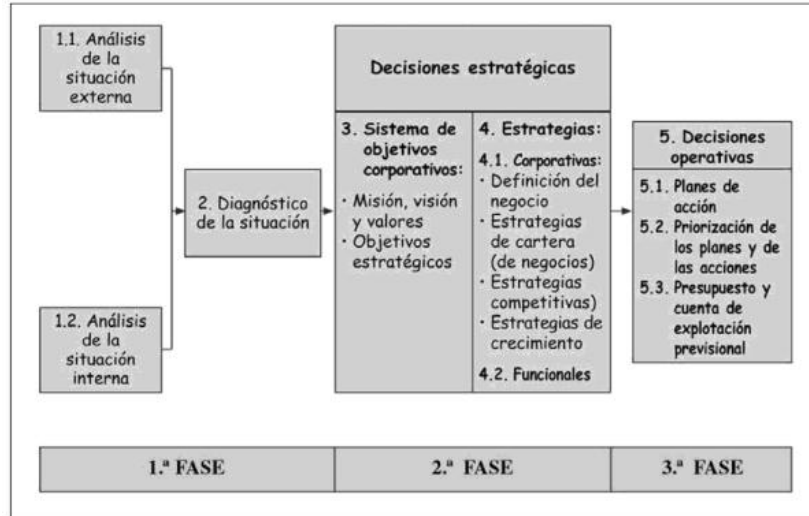 1.1. Análisis
de la
situación
externa
1.2. Análisis
de la
situación
interna
2. Diagnóstico
de la situación
Decisiones estratégicas
3. Sistema de
objetivos
corporativos:
· Misión, visión
y valores
· Objetivos
estratégicos
4. Estrategias:
4.1. Corporativas:
· Definición del
negocio
· Estrategias
de cartera
(de negocios)
· Estrategias
competitivas)
· Estrategias de
crecimiento
4.2. Funcionales
5. Decisiones
operativas
5.1. Planes de
acción
5.2. Priorización de
los planes y de
las acciones
5.3. Presupuesto y
cuenta de
explotación
previsional
1.ª FASE
2.ª FASE
3.ª FASE